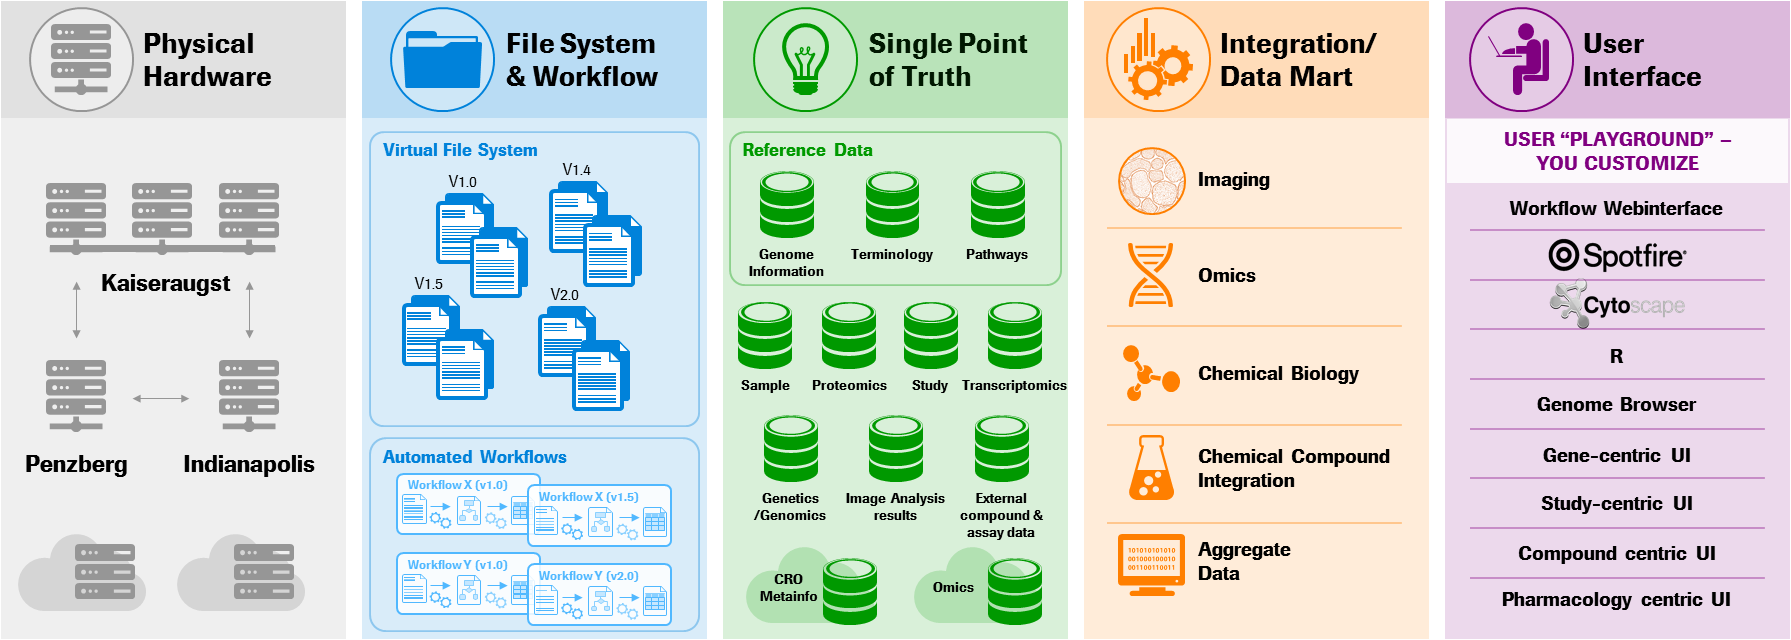 Physical
Hardware
Kaiseraugst
Penzberg
Indianapolis
File System
& Workflow
Virtual File System
V1.0
V1.4
V1.5
V2.0
Automated Workflows
Workflow X (v1.0)
Workflow X (v1.5)
Workflow Y (v1.0)
Workflow Y (v2.0)
Single Point
of Truth
Reference Data
Genome
Information
Terminology
Pathways
Sample
Proteomics
Study
Transcriptomics
Genetics
/Genomics
Image Analysis
results
External
compound &
assay data
CRO
Metainfo
Omics
Integration/
Data Mart
Imaging
Omics
Chemical Biology
Chemical Compound
Integration
101010101010
001000100010
001100110011
Aggregate
Data
User
Interface
USER “PLAYGROUND” –
YOU CUSTOMIZE
Workflow Webinterface
Spotfire®
Cytoscape
R
Genome Browser
Gene-centric UI
Study-centric UI
Compound centric UI
Pharmacology centric UI